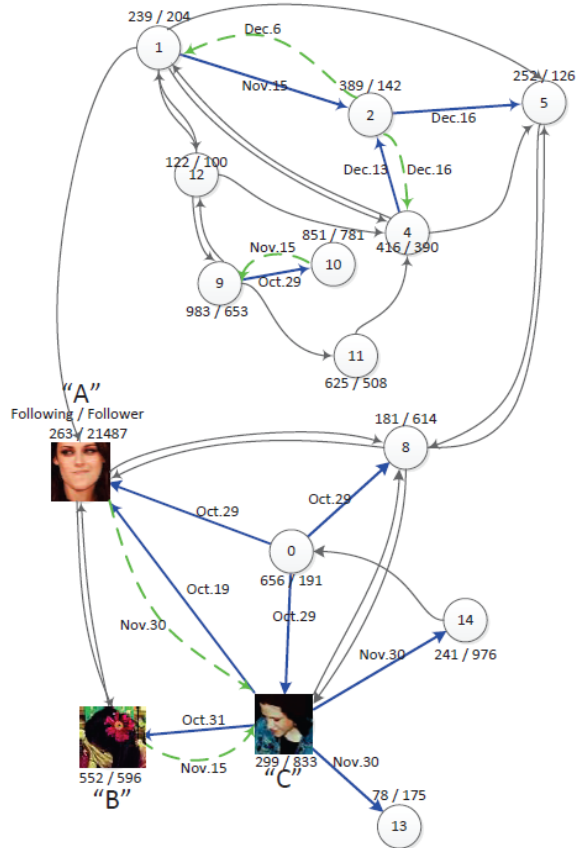 239 / 204
1
Dec.6
389 / 142
252 / 126
5
Nov.15
2
Dec.16
122 / 100
12
Dec.13
Dec.16
4
416 / 390
851 / 781
Nov.15
10
9
Oct.29
983 / 653
11
625 / 508
“A”
Following / Follower
263 / 21487
181 / 614
8
Oct.29
Oct.29
0
656 / 191
Oct.19
Oct.29
14
241 / 976
Nov.30
Nov.30
Oct.31
Nov.15
552 / 596
“B”
299 / 833
“C”
Nov.30
78 / 175
13